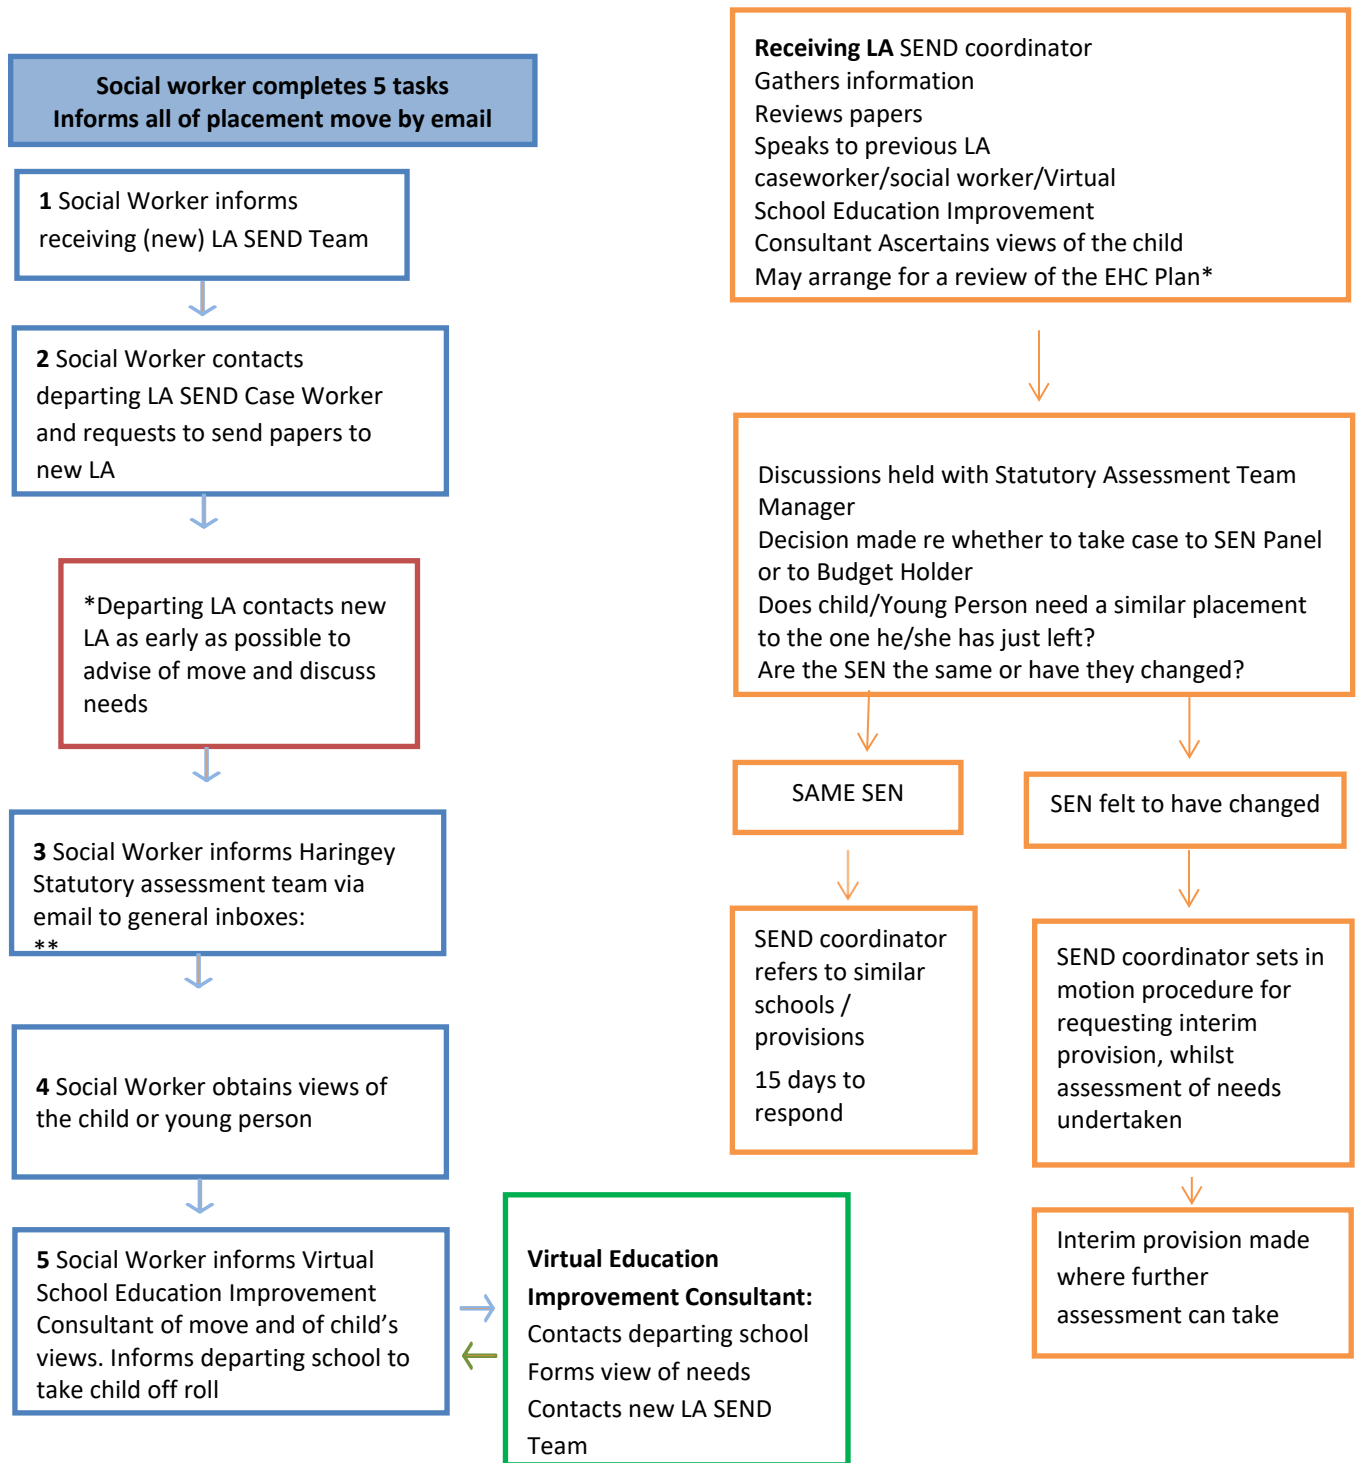 Social worker completes 5 tasks
Informs all of placement move by email
1 Social Worker informs
receiving (new) LA SEND Team
2 Social Worker contacts
departing LA SEND Case Worker
and requests to send papers to
new LA
*Departing LA contacts new
LA as early as possible to
advise of move and discuss
needs
3 Social Worker informs Haringey
Statutory assessment team via
email to general inboxes:
**
4 Social Worker obtains views of
the child or young person
5 Social Worker informs Virtual
School Education Improvement
Consultant of move and of child’s
views. Informs departing school to
take child off roll
Virtual Education
Improvement Consultant:
Contacts departing school
Forms view of needs
Contacts new LA SEND
Team
Receiving LA SEND coordinator
Gathers information
Reviews papers
Speaks to previous LA
caseworker/social worker/Virtual
School Education Improvement
Consultant Ascertains views of the child
May arrange for a review of the EHC Plan*
Discussions held with Statutory Assessment Team
Manager
Decision made re whether to take case to SEN Panel
or to Budget Holder
Does child/Young Person need a similar placement
to the one he/she has just left?
Are the SEN the same or have they changed?
SAME SEN
SEND coordinator
refers to similar
schools /
provisions
15 days to
respond
SEN felt to have changed
SEND coordinator sets in
motion procedure for
requesting interim
provision, whilst
assessment of needs
undertaken
Interim provision made
where further
assessment can take